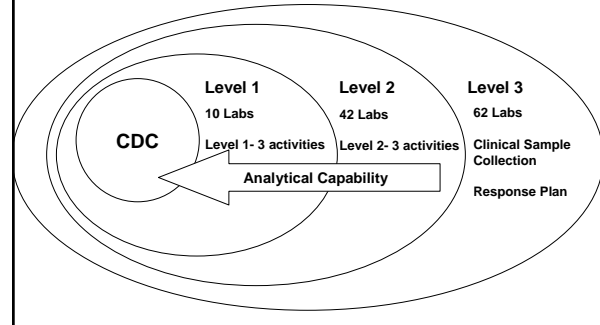 CDC
Level 1
10 Labs
Level 1- 3 activities
Level 2
42 Labs
Level 2- 3 activities
Level 3
62 Labs
Clinical Sample
Collection
Response Plan
Analytical Capability